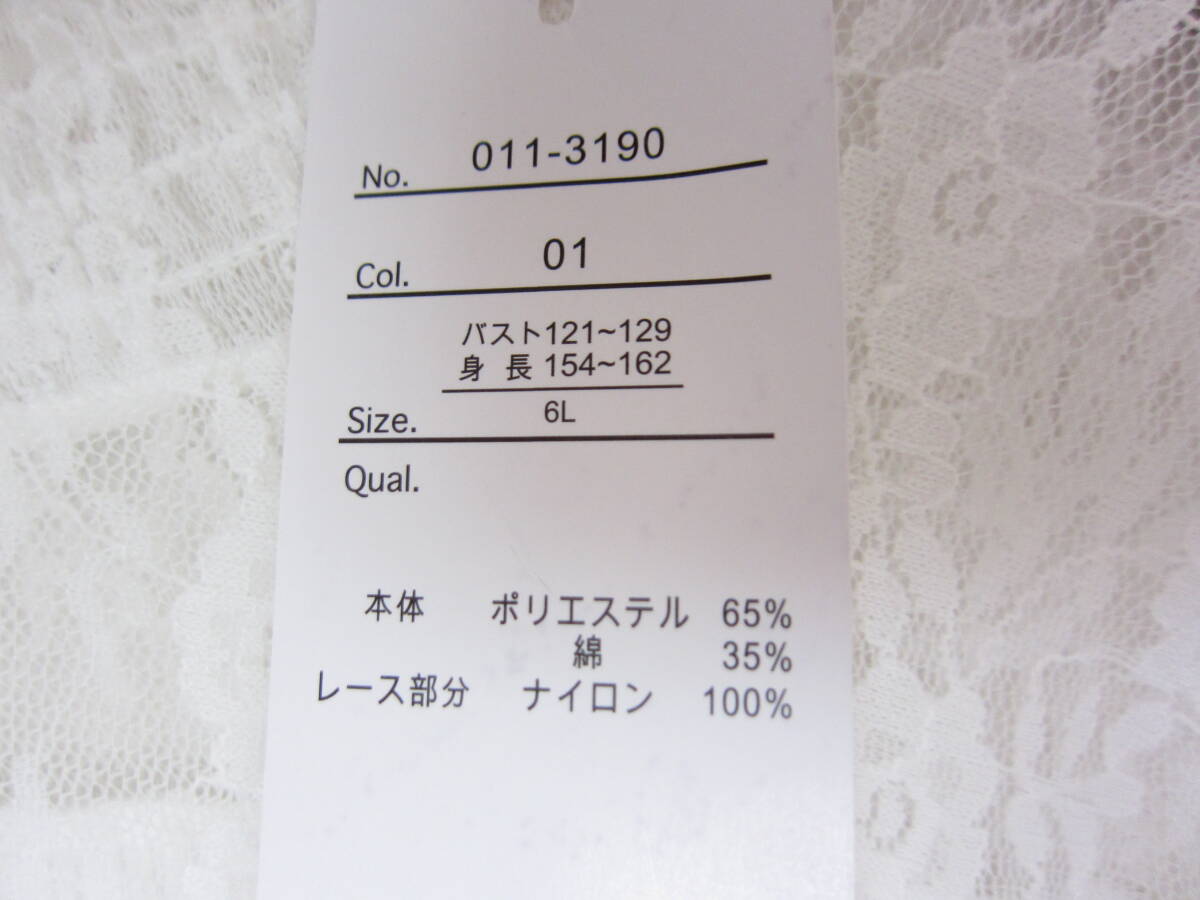 No. 011-3190
Col. 01
バスト121~129
身長 154~162
Size. 6L
Qual.
本体 ポリエステル 65%
綿 35%
レース部分 ナイロン 100%